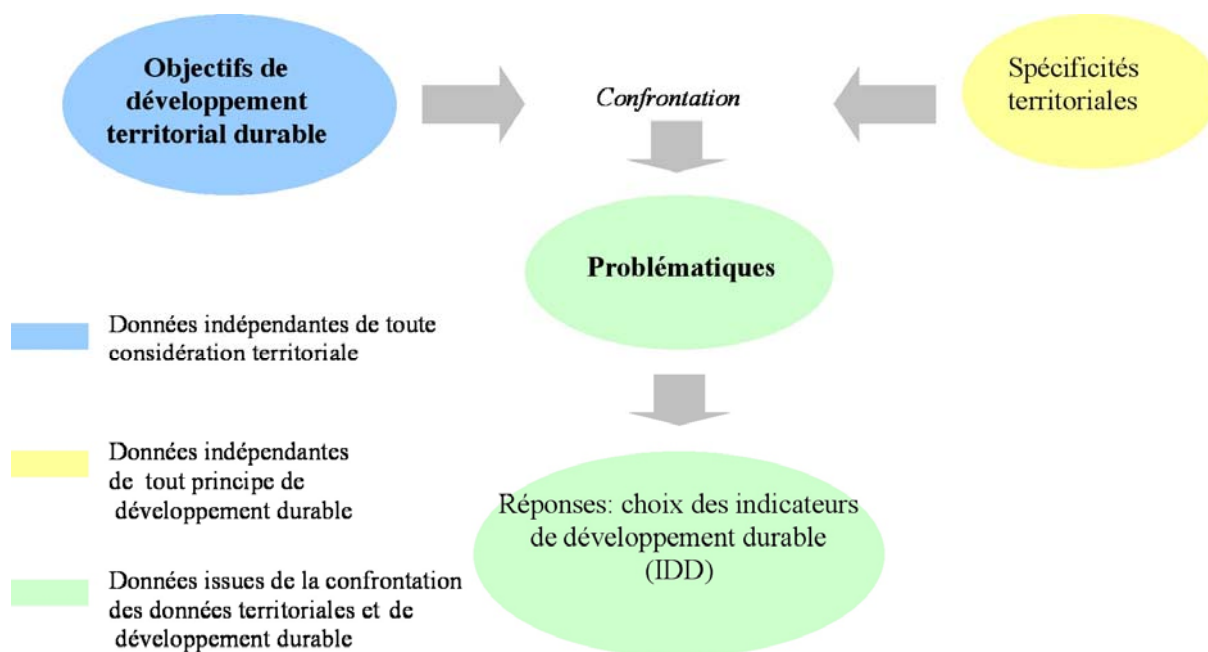 Objectifs de
développement
territorial durable
Confrontation
Spécificités
territoriales
Problématiques
Données indépendantes de toute
considération territoriale
Données indépendantes
de tout principe de
développement durable
Données issues de la confrontation
des données territoriales et de
développement durable
Réponses: choix des indicateurs
de développement durable
(IDD)